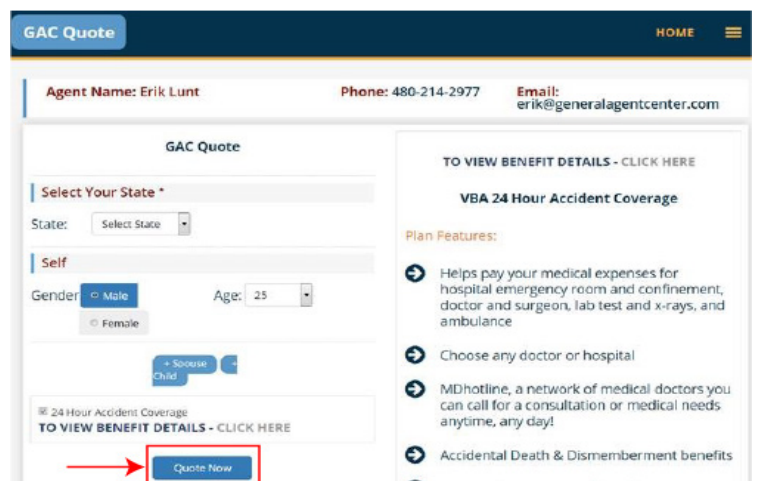 GAC Quote
HOME
Agent Name: Erik Lunt
Phone: 480-214-2977
Email:
erik@generalagentcenter.com
GAC Quote
Select Your State *
State:
Select State
Self
Gender
Male
Age: 25
Female
+ Spouse +
Child
24 Hour Accident Coverage
TO VIEW BENEFIT DETAILS - CLICK HERE
Quote Now
TO VIEW BENEFIT DETAILS - CLICK HERE
VBA 24 Hour Accident Coverage
Plan Features:
Helps pay your medical expenses for
hospital emergency room and confinement,
doctor and surgeon, lab test and x-rays, and
ambulance
Choose any doctor or hospital
MDhotline, a network of medical doctors you
can call for a consultation or medical needs
anytime, any day!
Accidental Death & Dismemberment benefits